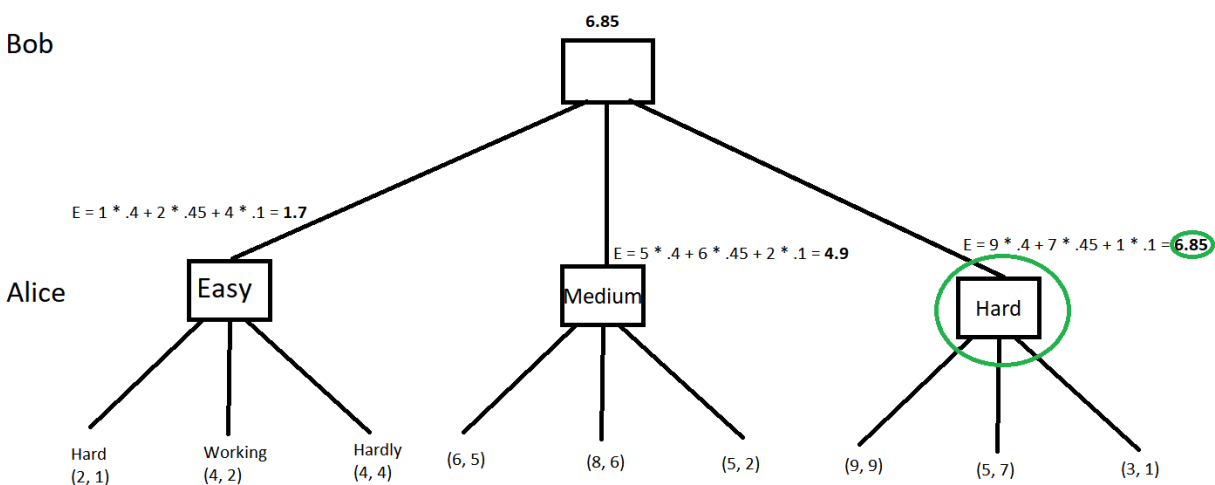 6.85
Bob
E = 1 * .4 + 2 * .45 + 4 * .1 = 1.7
E = 5 * .4 + 6 * .45 + 2 * .1 = 4.9
E = 9 * .4 + 7 * .45 + 1 * .1 = 6.85
Alice
Easy
Medium
Hard
Hard
(2, 1)
Working
(4, 2)
Hardly
(4, 4)
(6, 5)
(8, 6)
(5, 2)
(9, 9)
(5, 7)
(3, 1)